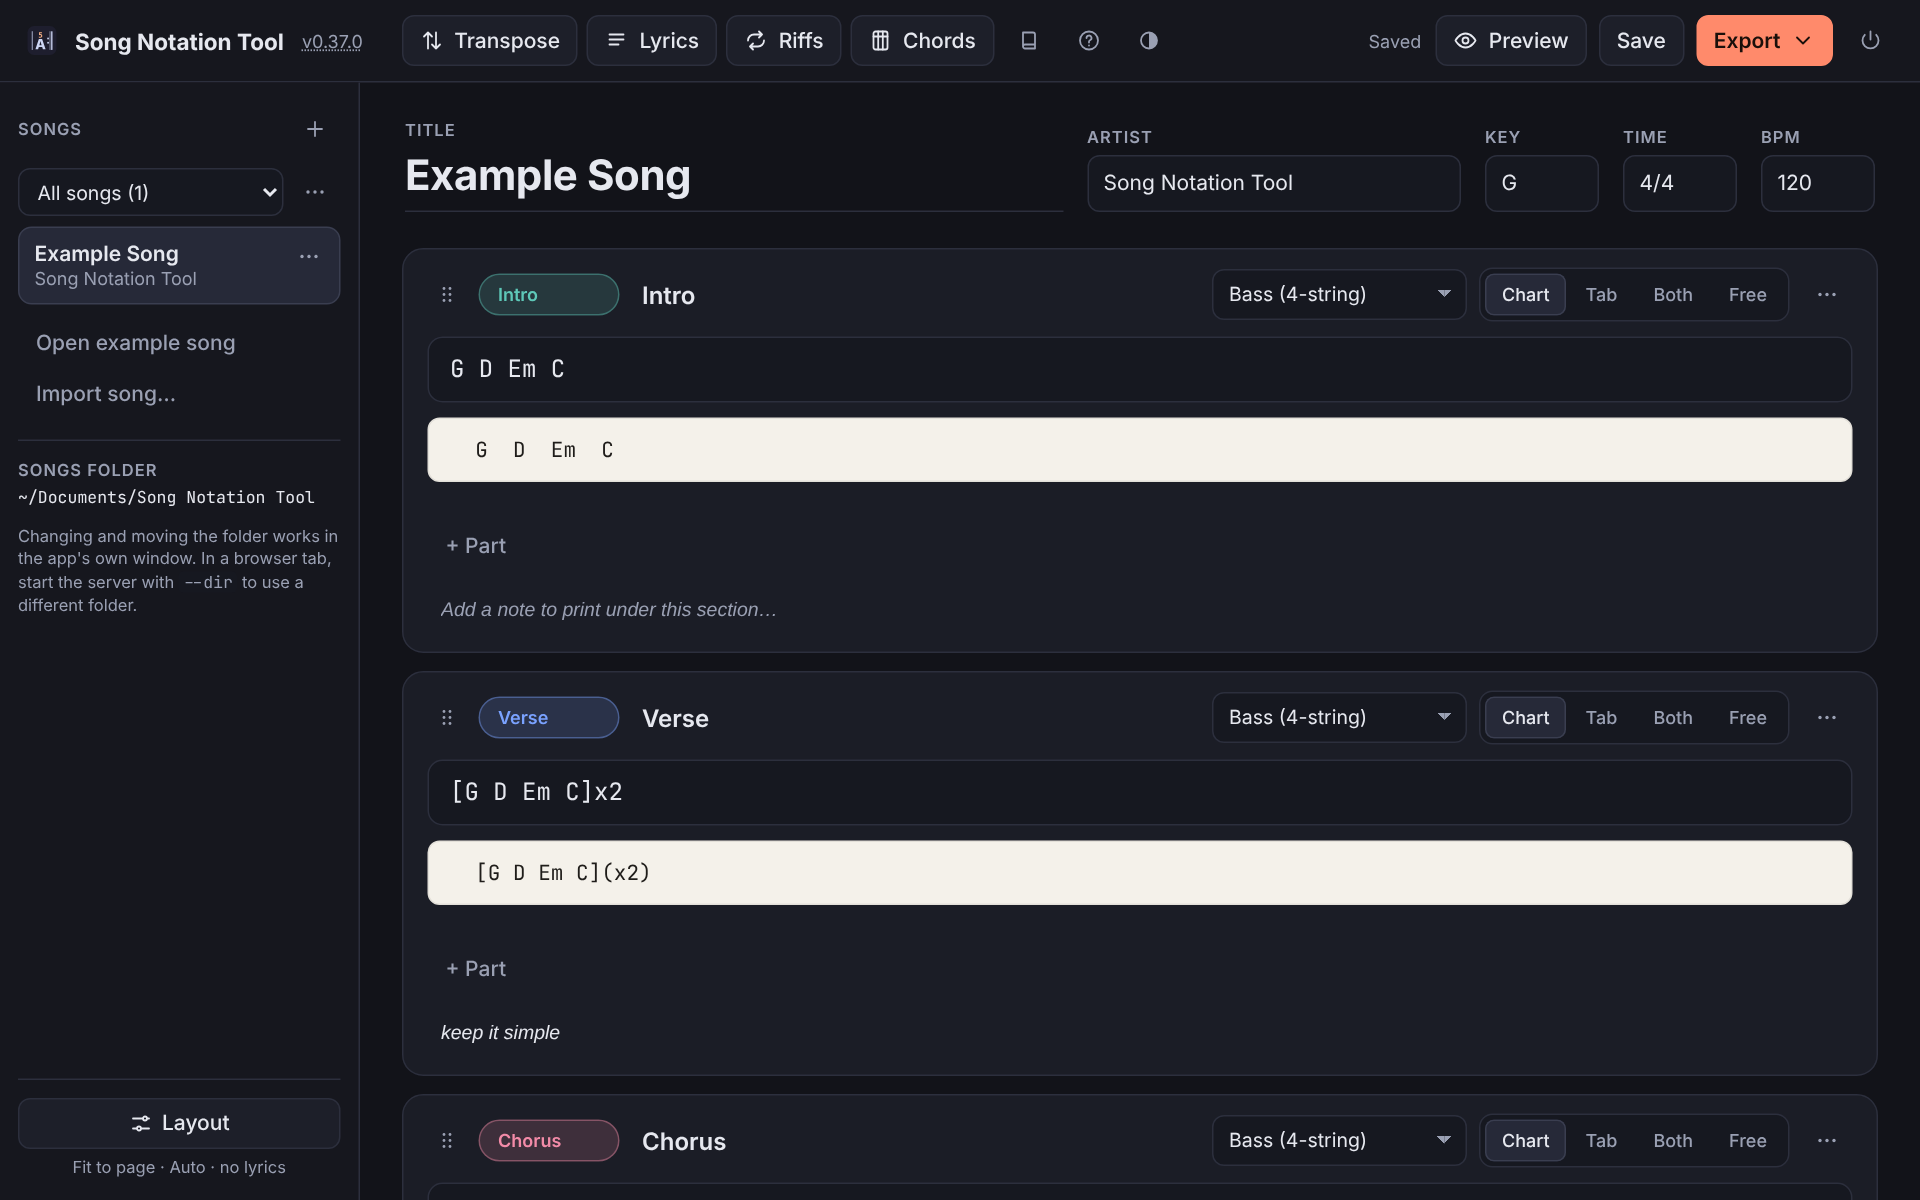 Song Notation Tool v0.37.0 Transpose Lyrics Riffs Chords Saved Preview Save Export
SONGS
All songs (1)
Example Song
Song Notation Tool
Open example song
Import song...
SONGS FOLDER
~/Documents/Song Notation Tool
Changing and moving the folder works in
the app's own window. In a browser tab,
start the server with --dir to use a
different folder.
Layout
Fit to page · Auto · no lyrics
TITLE
Example Song
ARTIST
Song Notation Tool
KEY
G
TIME
4/4
BPM
120
Intro Intro Bass (4-string) Chart Tab Both Free
G D Em C
G D Em C
+ Part
Add a note to print under this section...
Verse Verse Bass (4-string) Chart Tab Both Free
[G D Em C]x2
[G D Em C](x2)
+ Part
keep it simple
Chorus Chorus Bass (4-string) Chart Tab Both Free